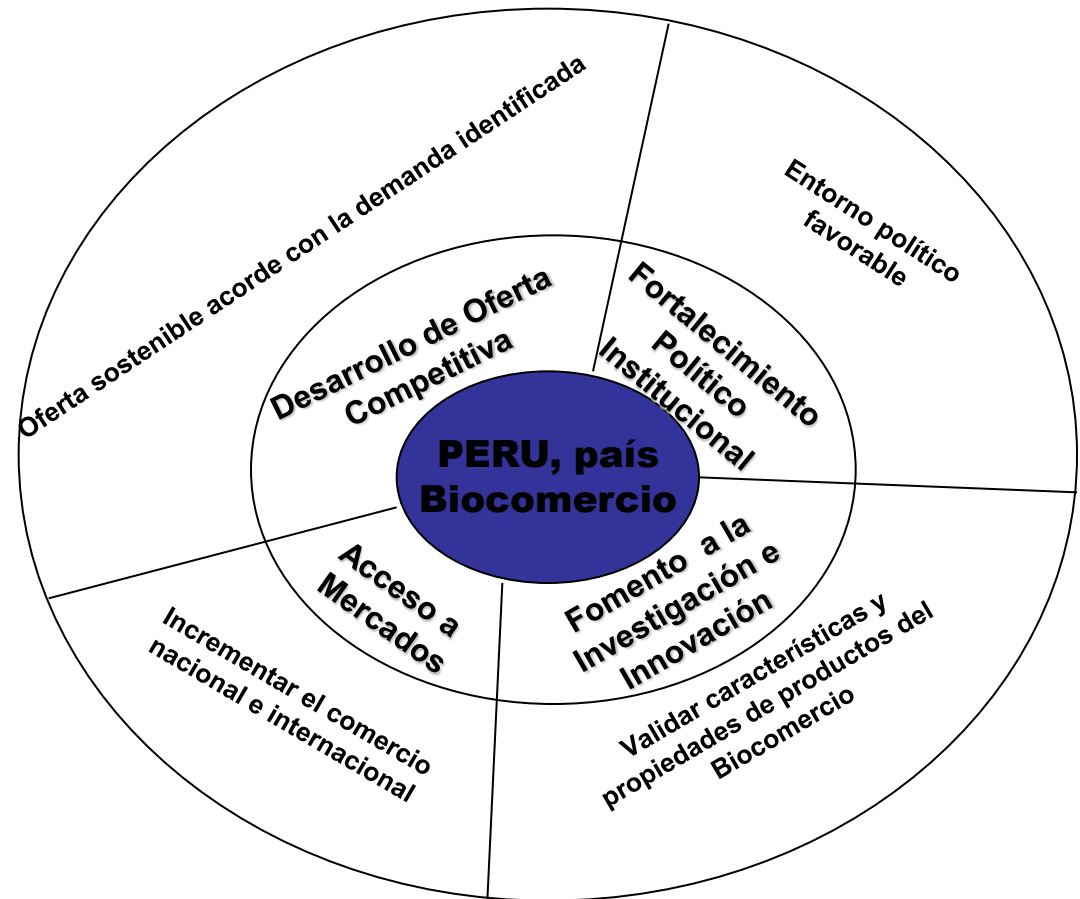 Oferta sostenible acorde con la demanda identificada
Entorno político
favorable
Desarrollo de Oferta
Competitiva
Fortalecimiento
Político
Institucional
PERU, país
Biocomercio
Acceso a
Mercados
Fomento a la
Investigación e
Innovación
Incrementar el comercio
nacional e internacional
Validar características y
propiedades de productos del
Biocomercio